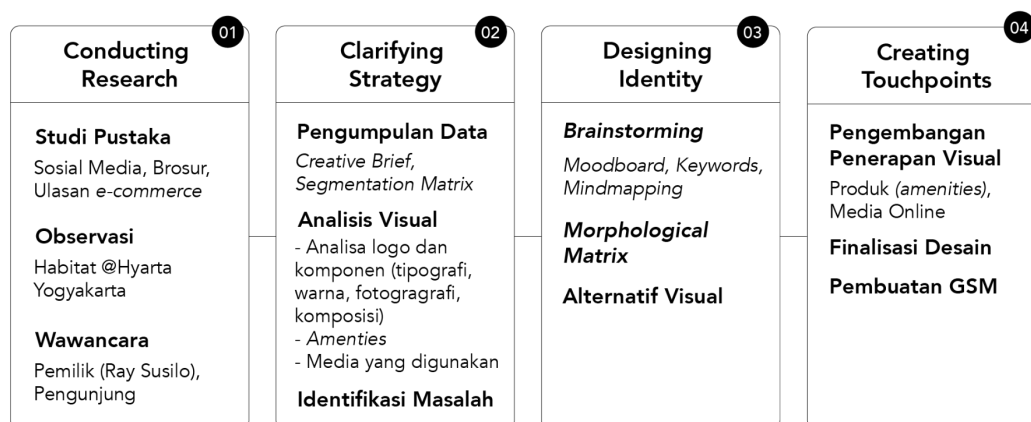 01
Conducting
Research
Studi Pustaka
Sosial Media, Brosur,
Ulasan e-commerce
Observasi
Habitat @Hyarta
Yogyakarta
Wawancara
Pemilik (Ray Susilo),
Pengunjung
02
Clarifying
Strategy
Pengumpulan Data
Creative Brief,
Segmentation Matrix
Analisis Visual
- Analisa logo dan
komponen (tipografi,
warna, fotogragrafi,
komposisi)
- Amenties
- Media yang digunakan
Identifikasi Masalah
03
Designing
Identity
Brainstorming
Moodboard, Keywords,
Mindmapping
Morphological
Matrix
Alternatif Visual
04
Creating
Touchpoints
Pengembangan
Penerapan Visual
Produk (amenities),
Media Online
Finalisasi Desain
Pembuatan GSM